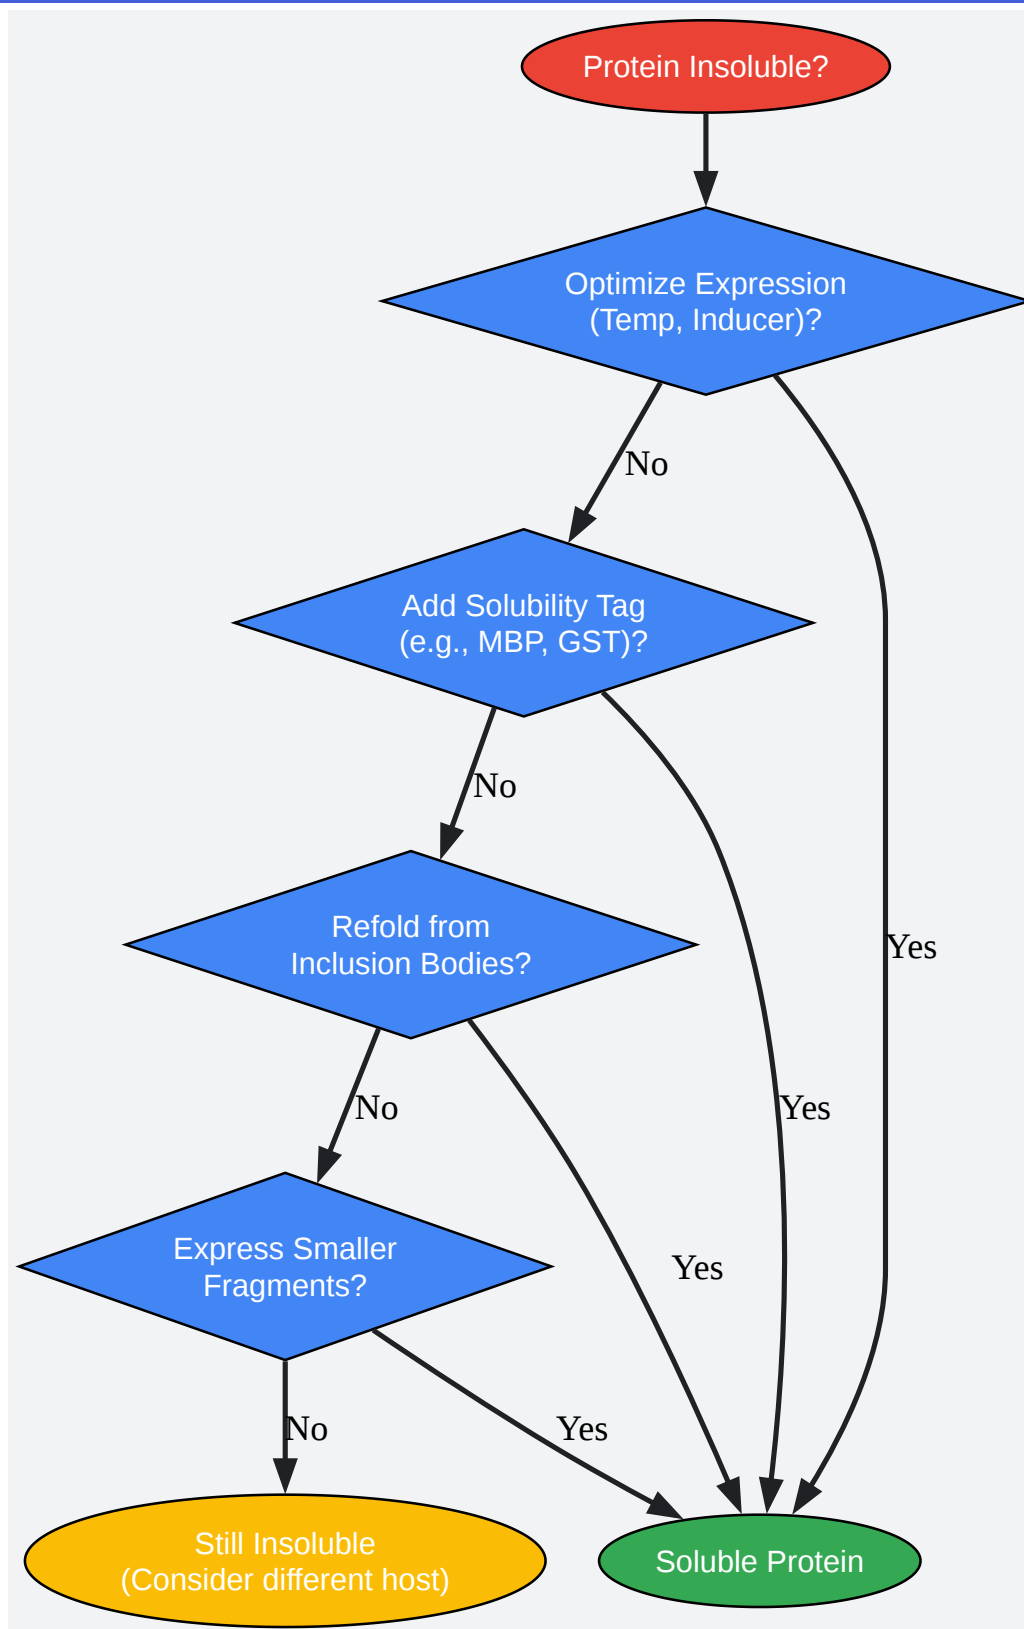 Protein Insoluble?
Optimize Expression
(Temp, Inducer)?
No
Add Solubility Tag
(e.g., MBP, GST)?
No
Refold from
Inclusion Bodies?
Yes
No
Yes
Express Smaller
Fragments?
Yes
No
Yes
Still Insoluble
(Consider different host)
Soluble Protein